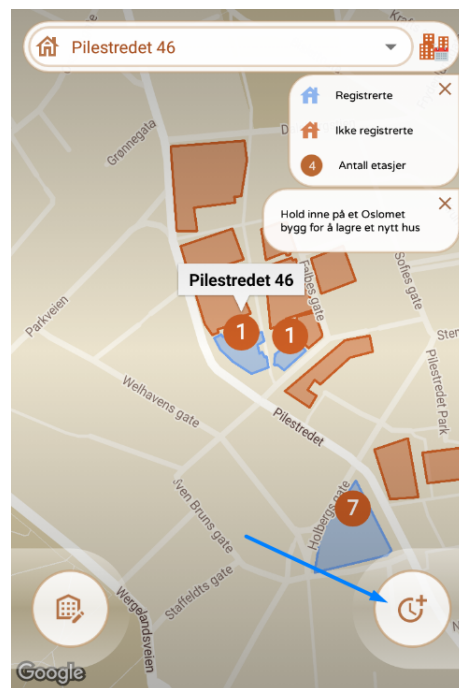 Pilestredet 46
Registrerte
Ikke registrerte
4 Antall etasjer
Grønnegata
Hold inne på et Oslomet
bygg for å lagre et nytt hus
Falbes gate
Sofies gate
Pilestredet 46
1
1
Parkveien
Sten
Pilestredet Park
Welhavens gate
Pilestredet
7
Holbergs gate
Sven Bruns gate
Staffeldts gate
Wergelandsveien
N
Google